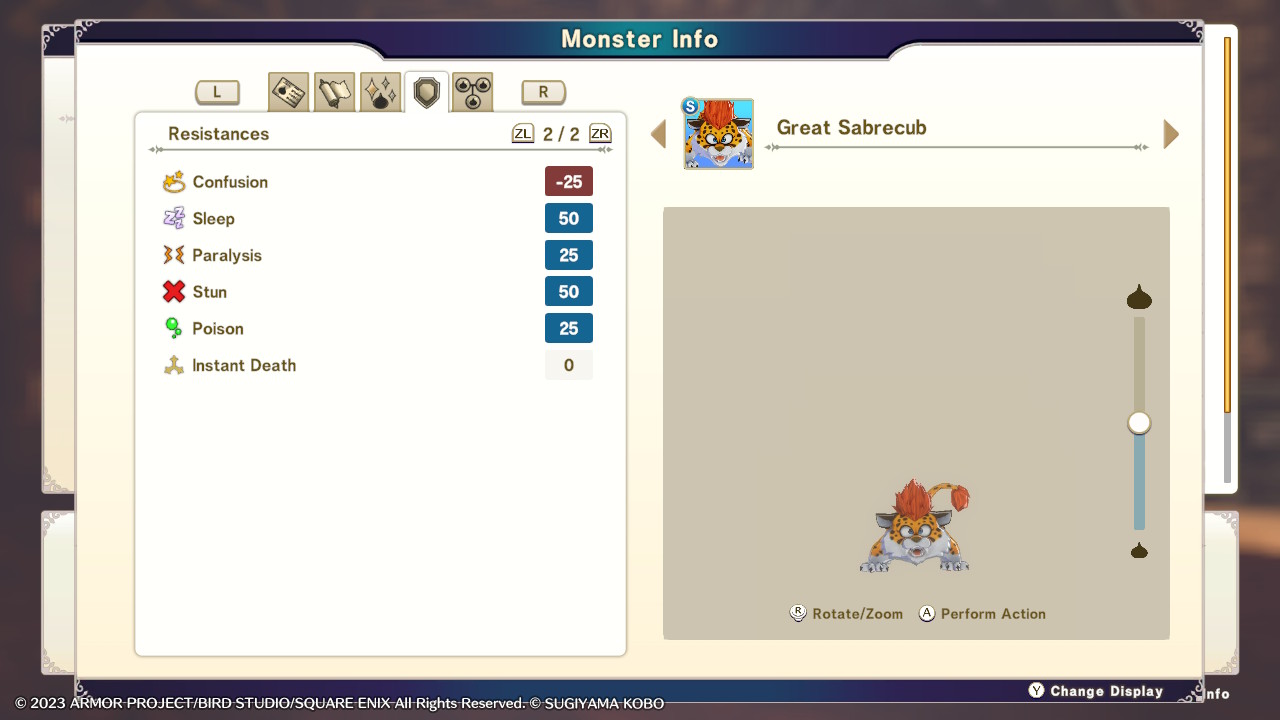 Monster Info
L
R
Resistances
ZL 2 / 2 ZR
S
Great Sabrecub
Confusion -25
Sleep 50
Paralysis 25
Stun 50
Poison 25
Instant Death 0
R Rotate/Zoom A Perform Action
Y Change Display
Info
© 2023 ARMOR PROJECT/BIRD STUDIO/SQUARE ENIX All Rights Reserved. © SUGIYAMA KOBO